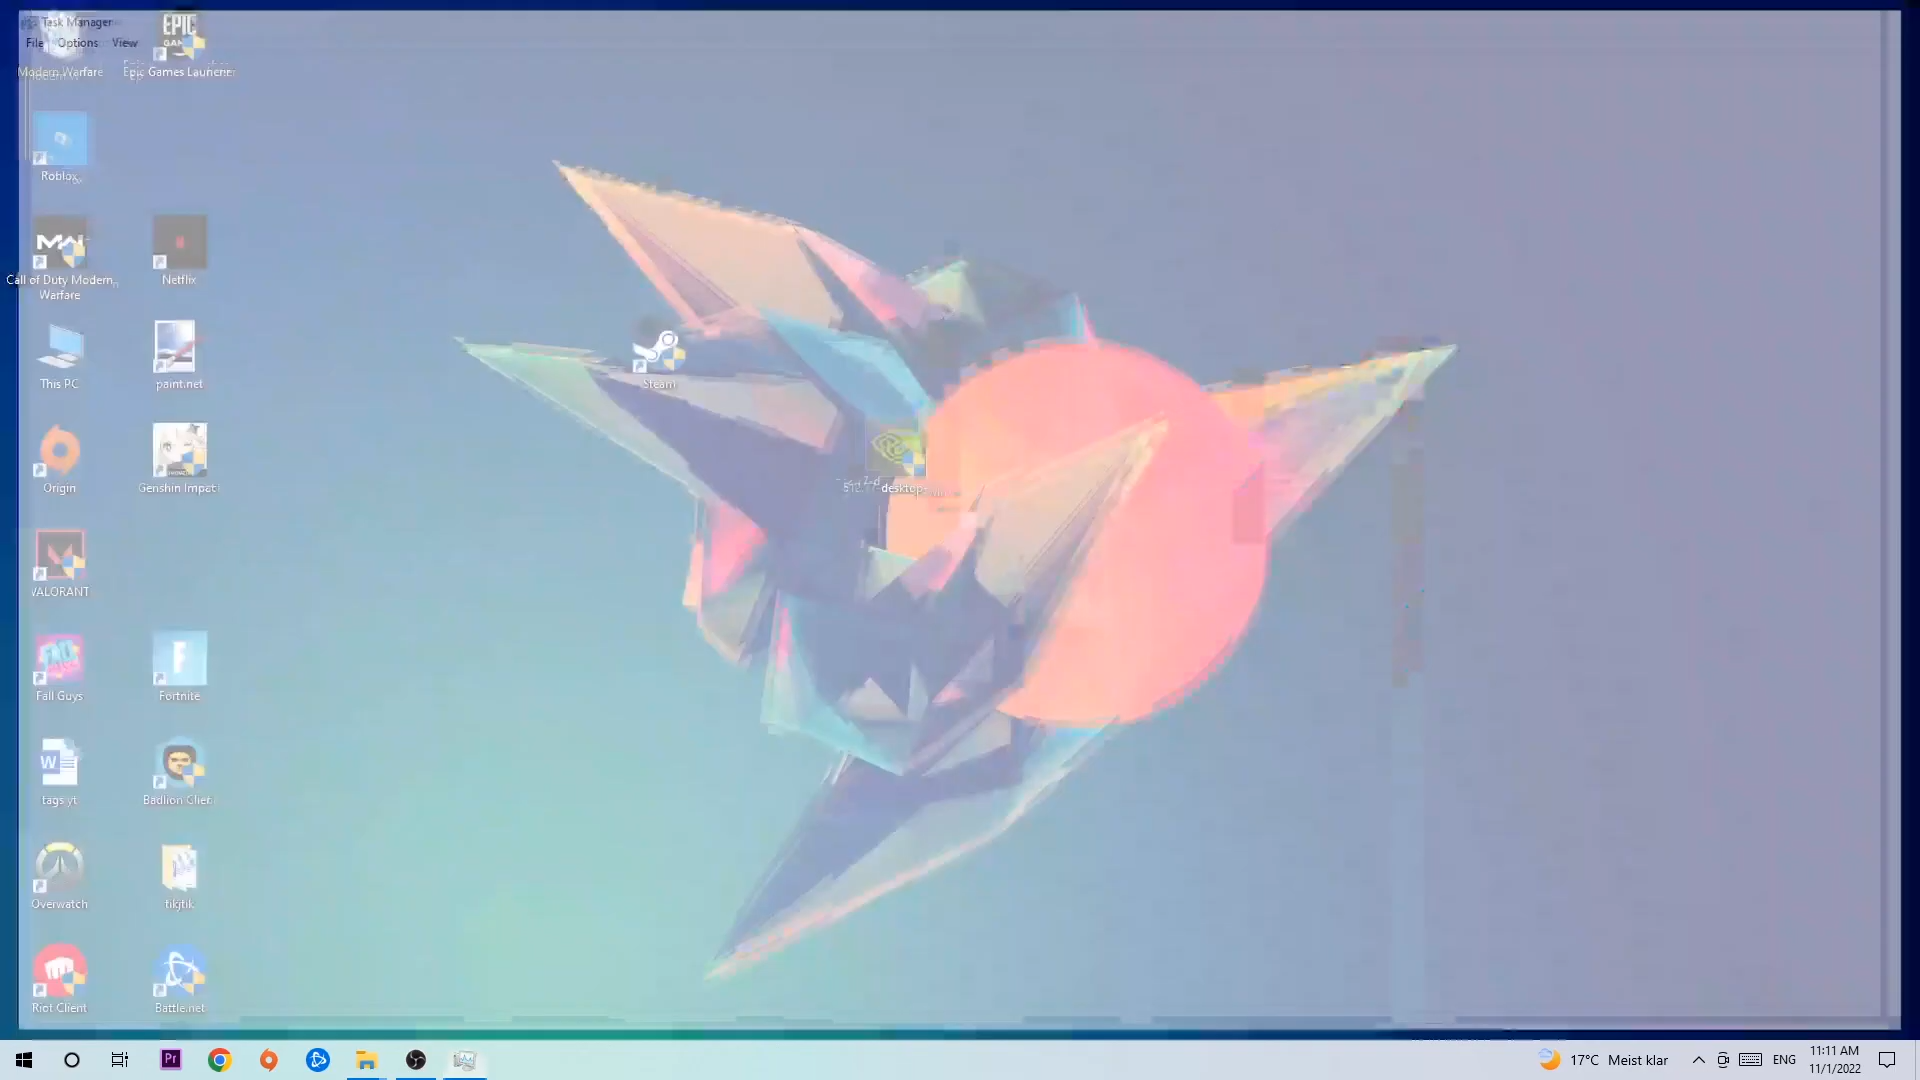 Task Manager
File Options View
EPIC
Modern Warfare
Epic Games Launcher
Roblox
MW
Call of Duty Modern
Warfare
Netflix
This PC
paint.net
Steam
Origin
Genshin Impact
desktop
VALORANT
Fall Guys
Fortnite
W
tags yt
Badlion Client
Overwatch
Riot Client
Battle.net
Pr
17°C Meist klar
ENG
11:11 AM
11/1/2022